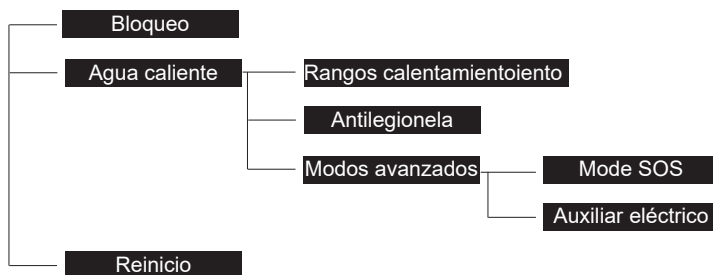 Bloqueo
Agua caliente
Rangos calentamientoiento
Antilegionela
Modos avanzados
Mode SOS
Auxiliar eléctrico
Reinicio